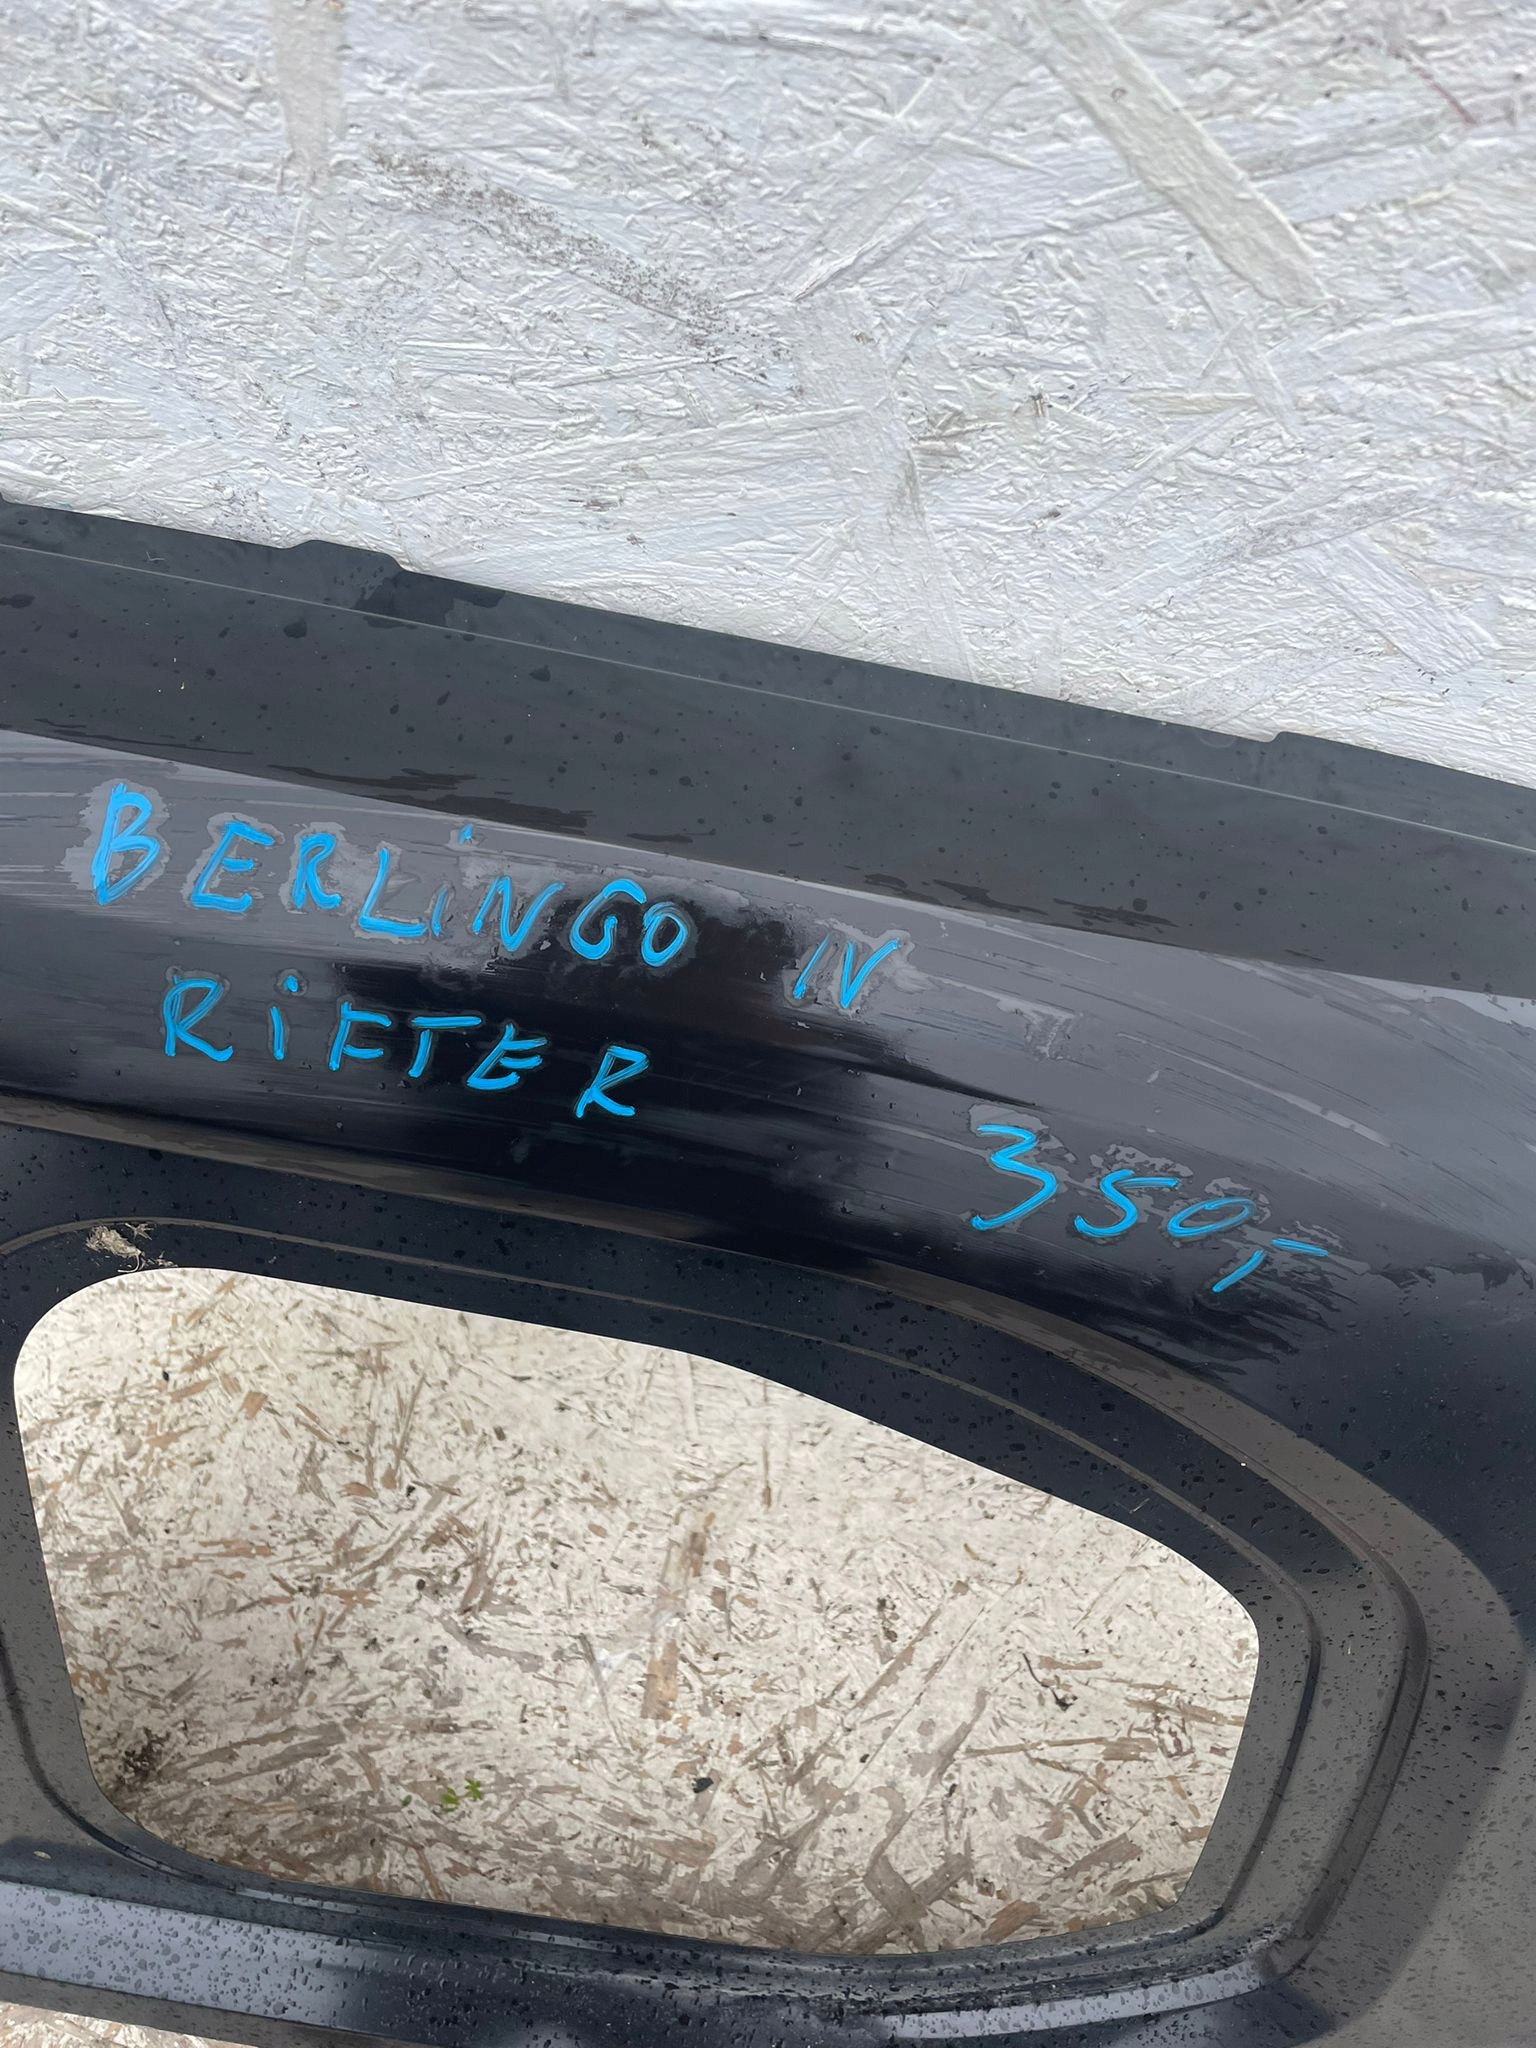 BERLiNGO IV
RiFTER
350,-